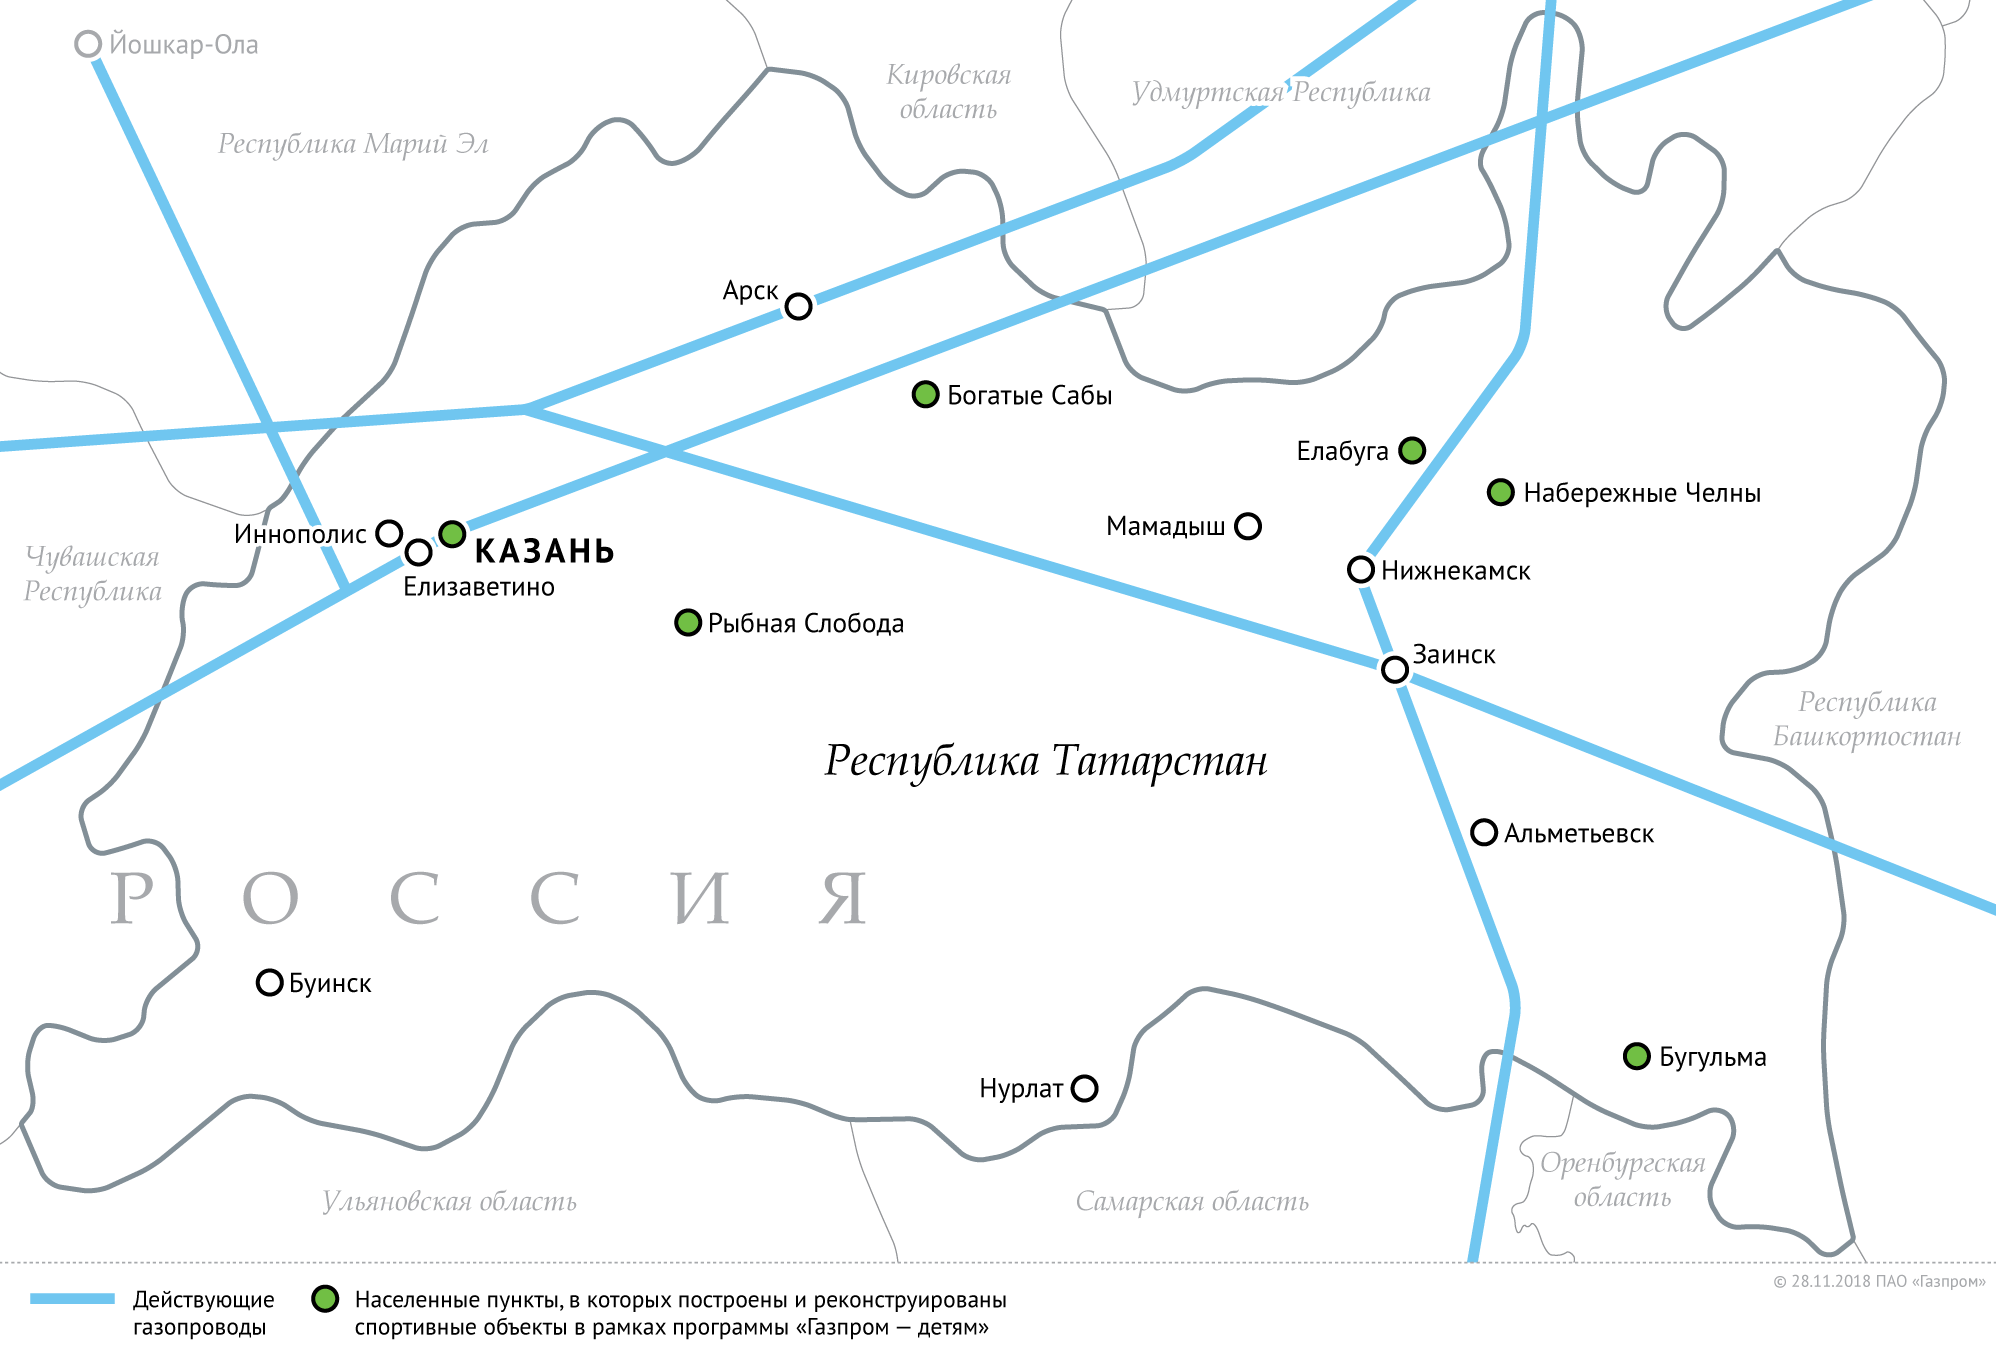 Йошкар-Ола
Кировская
область
Удмуртская Республика
Республика Марий Эл
Арск
Богатые Сабы
Елабуга
Набережные Челны
Мамадыш
Иннополис
КАЗАНЬ
Елизаветино
Чувашская
Республика
Нижнекамск
Рыбная Слобода
Заинск
Республика
Башкортостан
Республика Татарстан
Альметьевск
РОССИЯ
Буинск
Бугульма
Нурлат
Оренбургская
область
Ульяновская область
Самарская область
© 28.11.2018 ПАО «Газпром»
Действующие
газопроводы
Населенные пункты, в которых построены и реконструированы
спортивные объекты в рамках программы «Газпром — детям»